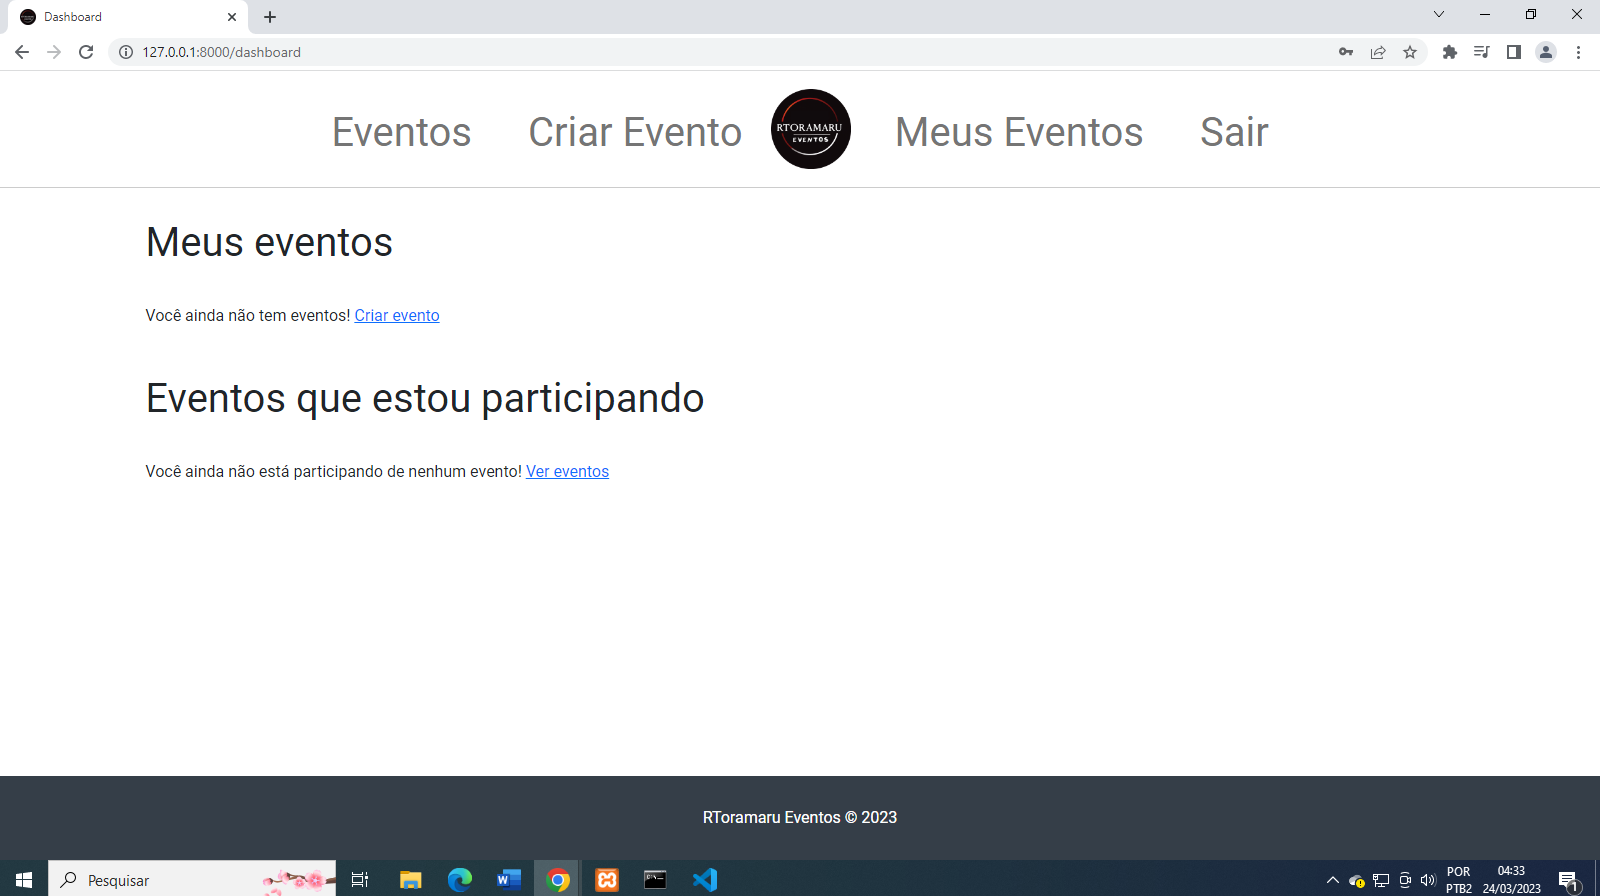 Dashboard
127.0.0.1:8000/dashboard
Eventos
Criar Evento
RTORAMARU
EVENTOS
Meus Eventos
Sair
Meus eventos
Você ainda não tem eventos! Criar evento
Eventos que estou participando
Você ainda não está participando de nenhum evento! Ver eventos
RToramaru Eventos © 2023
Pesquisar
POR
PTB2
04:33
24/03/2023
1